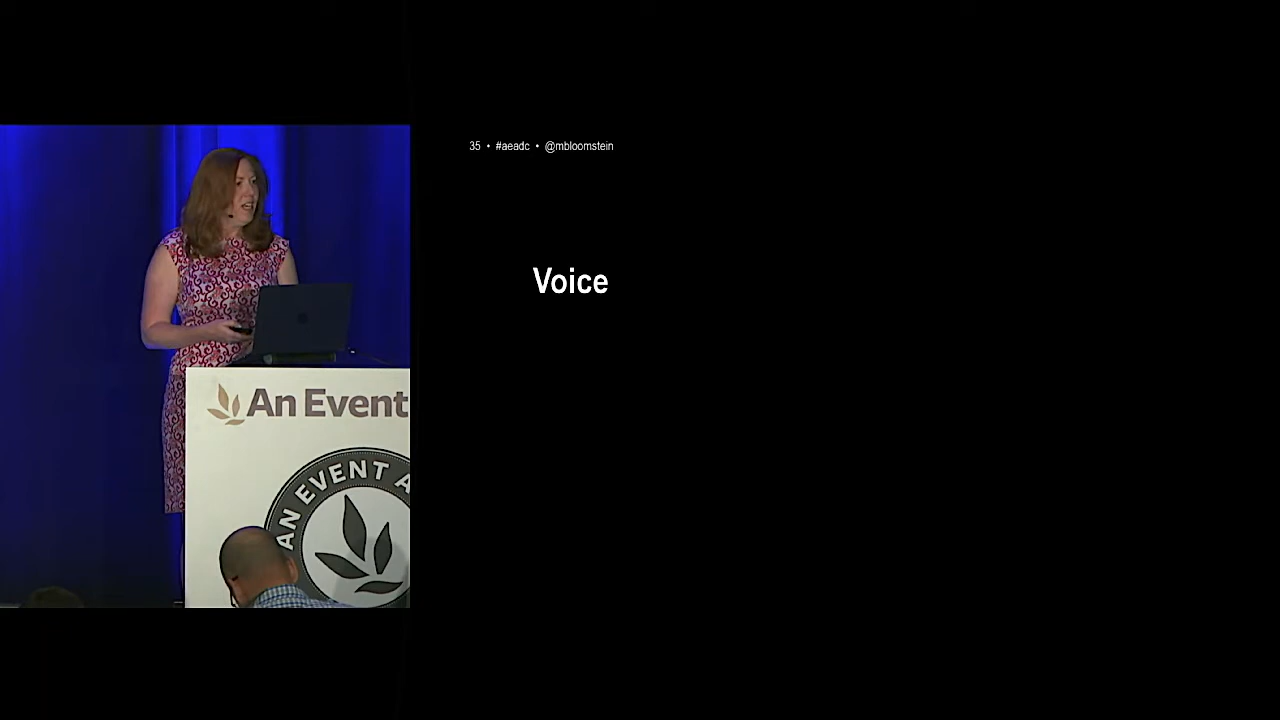 35 • #aeadc • @mbloomstein
Voice
An Event
AN EVENT A